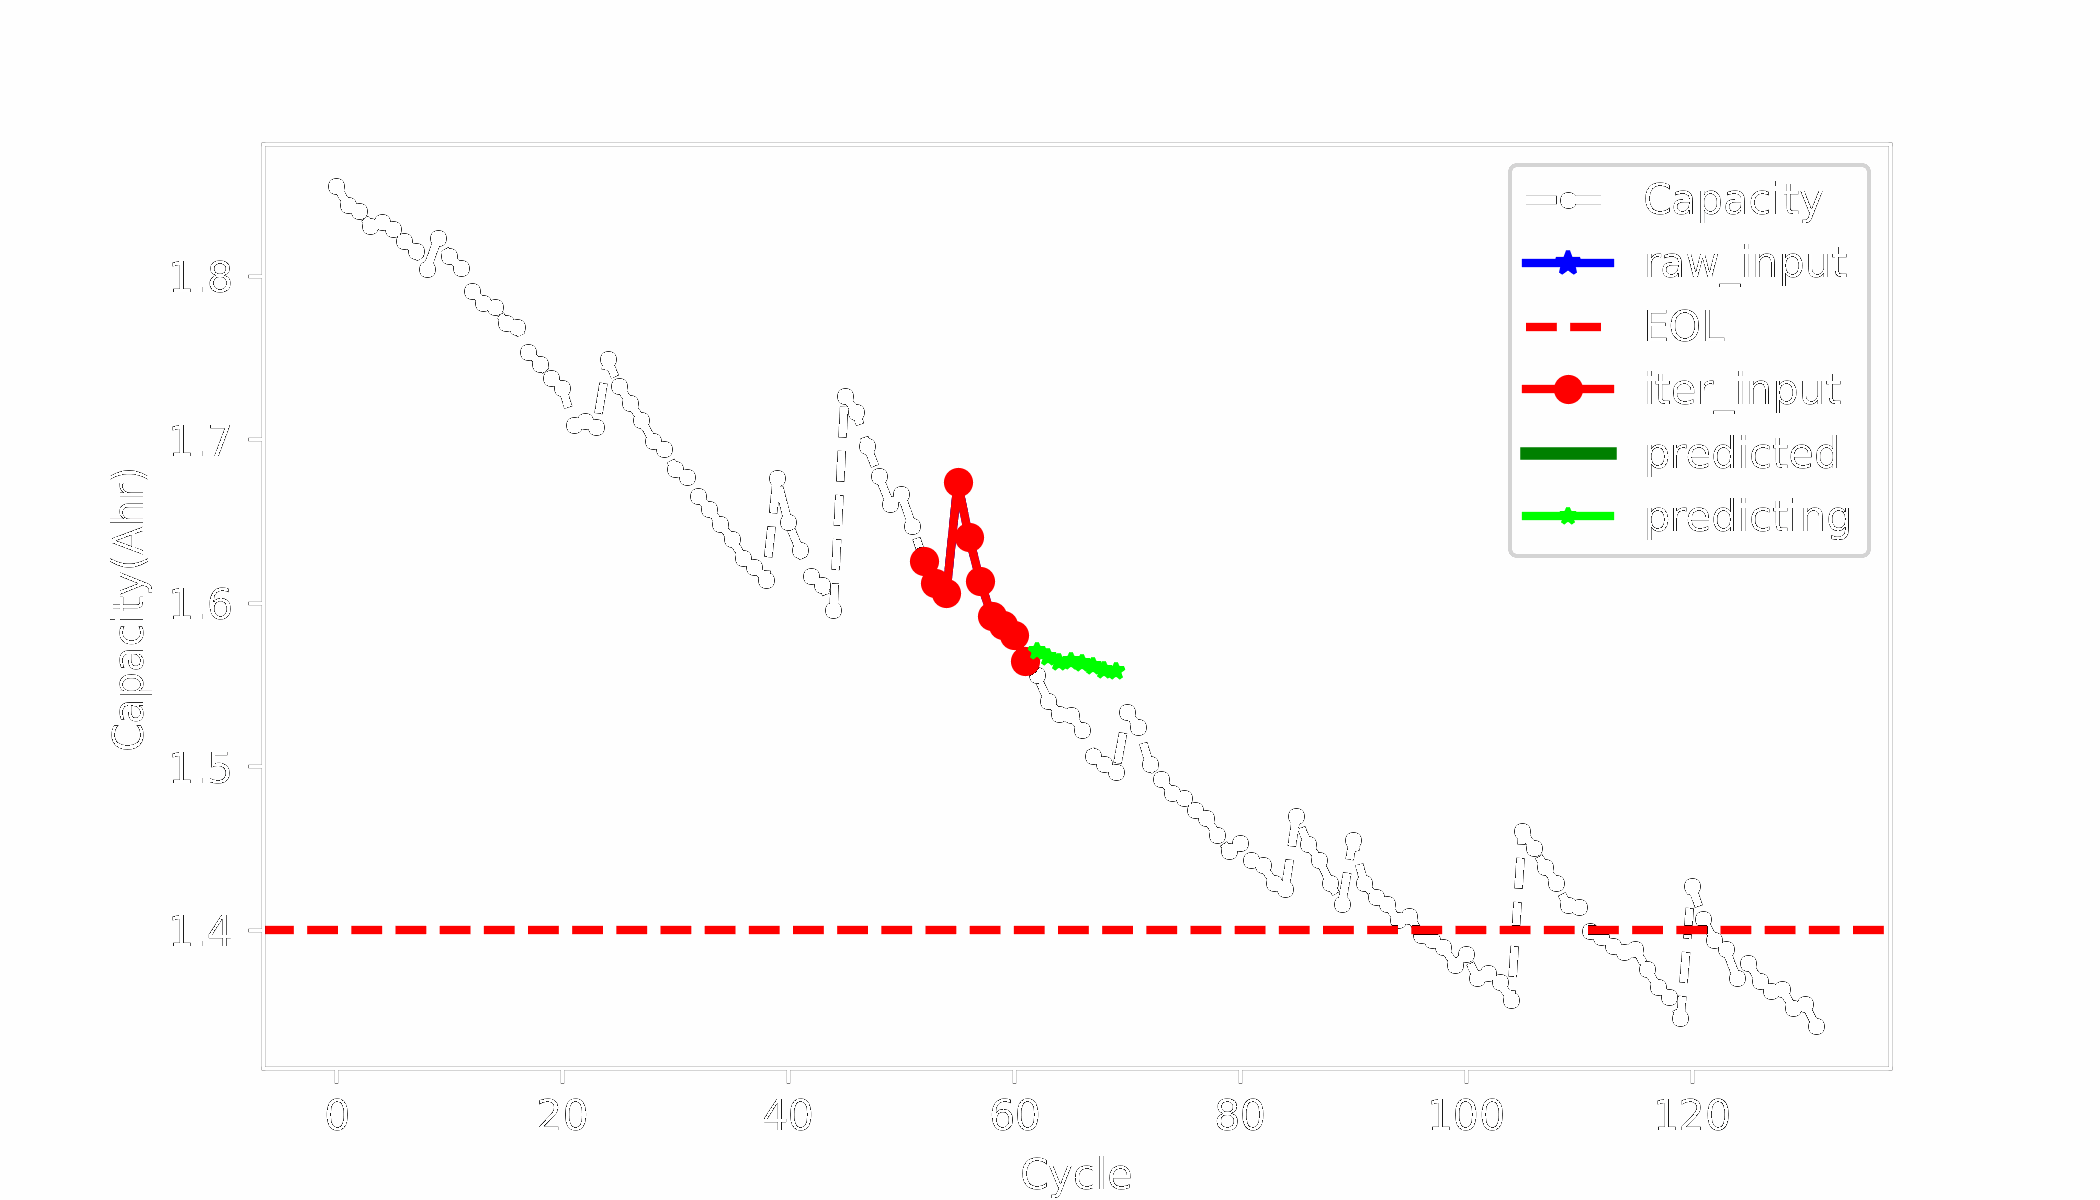 Capacity
raw_input
EOL
iter_input
predicted
predicting
1.8
1.7
1.6
1.5
1.4
Capacity(Ahr)
0 20 40 60 80 100 120
Cycle